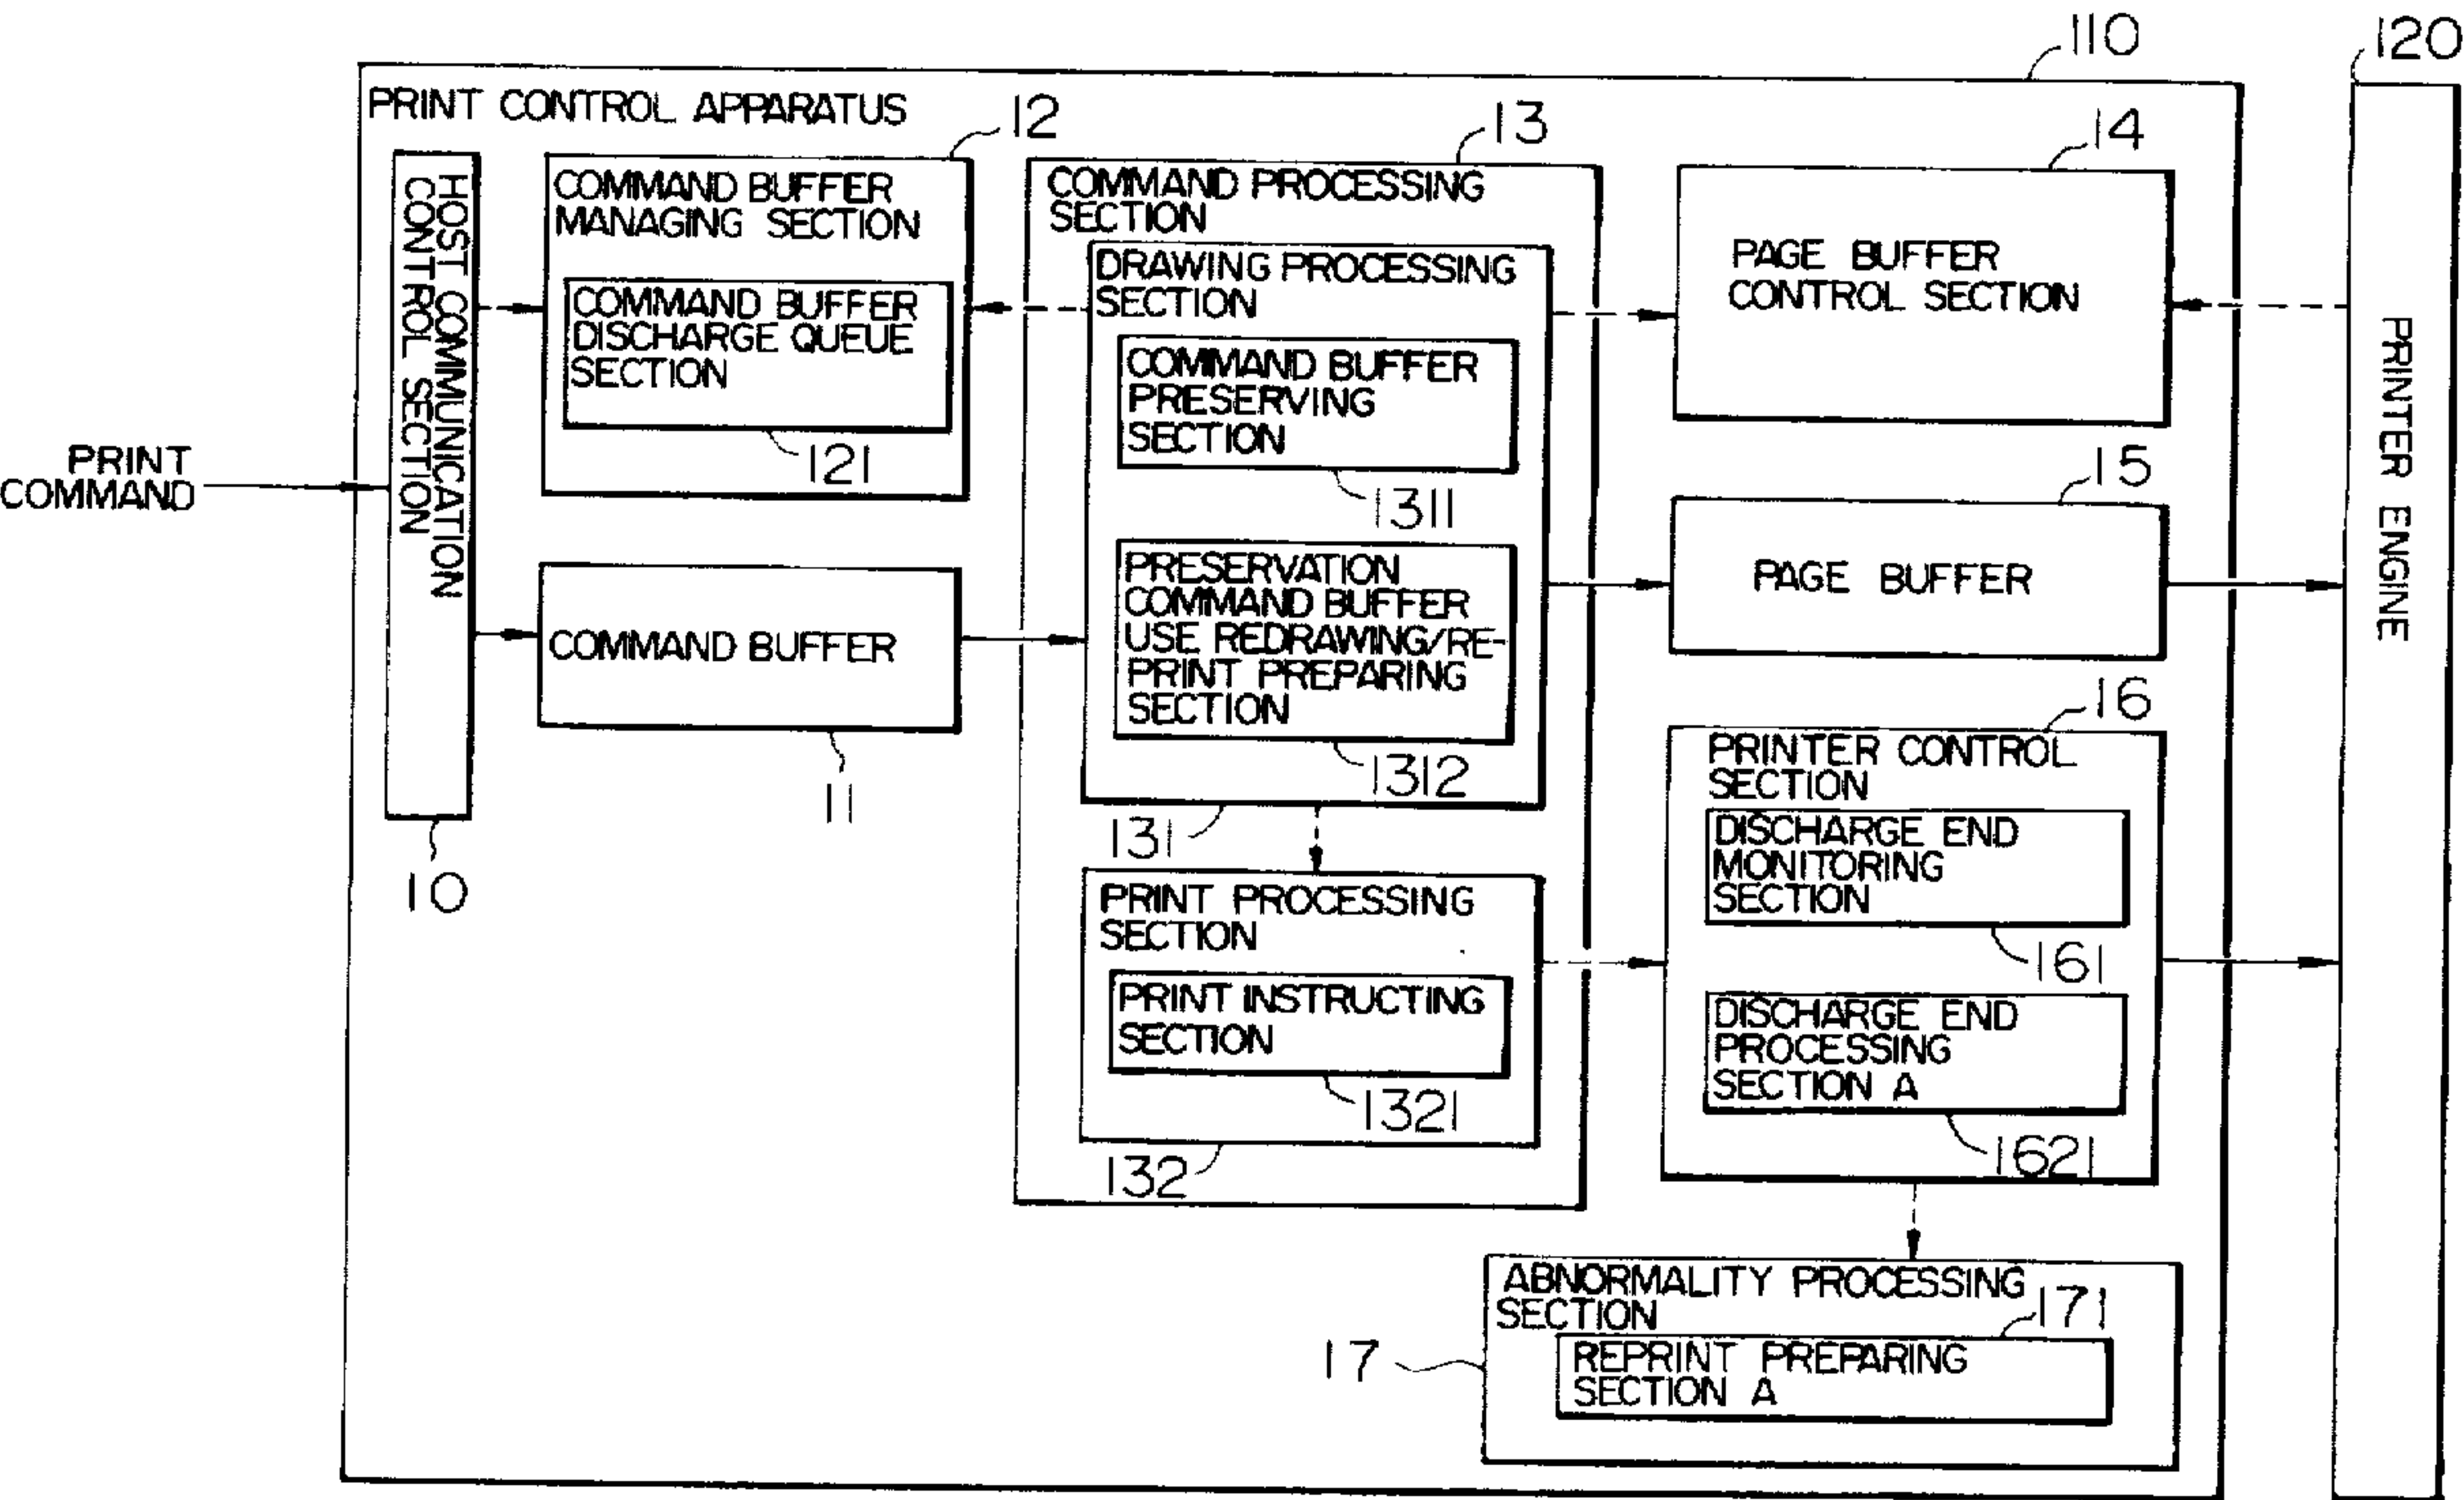 110
120
PRINT CONTROL APPARATUS
12
13
14
HOST COMMUNICATION
CONTROL SECTION
10
PRINT
COMMAND
COMMAND BUFFER
MANAGING SECTION
COMMAND BUFFER
DISCHARGE QUEUE
SECTION
121
COMMAND BUFFER
11
COMMAND PROCESSING
SECTION
DRAWING PROCESSING
SECTION
COMMAND BUFFER
PRESERVING
SECTION
1311
PRESERVATION
COMMAND BUFFER
USE REDRAWING/RE-
PRINT PREPARING
SECTION
1312
131
PRINT PROCESSING
SECTION
PRINT INSTRUCTING
SECTION
1321
132
PAGE BUFFER
CONTROL SECTION
15
PAGE BUFFER
16
PRINTER CONTROL
SECTION
DISCHARGE END
MONITORING
SECTION
161
DISCHARGE END
PROCESSING
SECTION A
1621
ABNORMALITY PROCESSING
SECTION
171
17
REPRINT PREPARING
SECTION A
PRINTER ENGINE